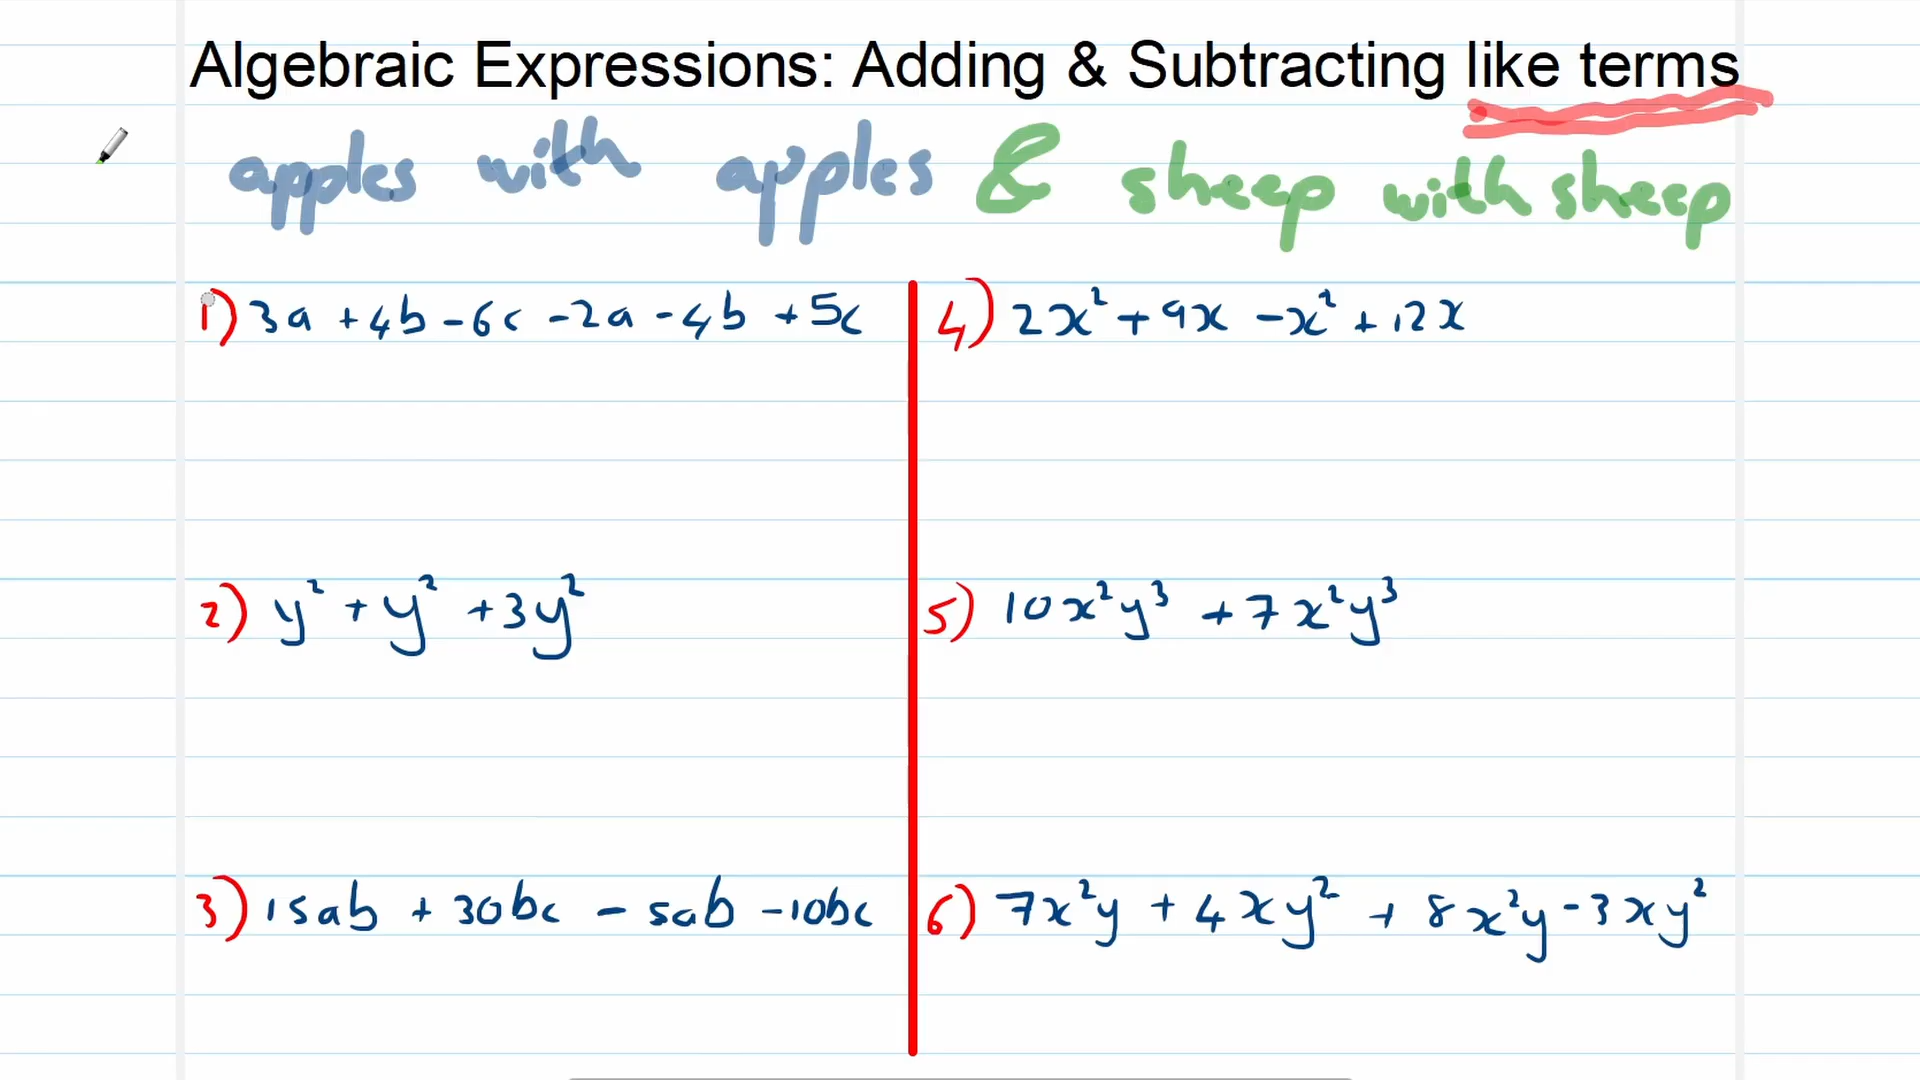 Algebraic Expressions: Adding & Subtracting like terms
apples with apples & sheep with sheep
1) 3a + 4b - 6c - 2a - 4b + 5c
2) y² + y² + 3y²
3) 15ab + 30bc - 5ab - 10bc
4) 2x² + 9x - x² + 12x
5) 10x²y³ + 7x²y³
6) 7x²y + 4xy² + 8x²y - 3xy²